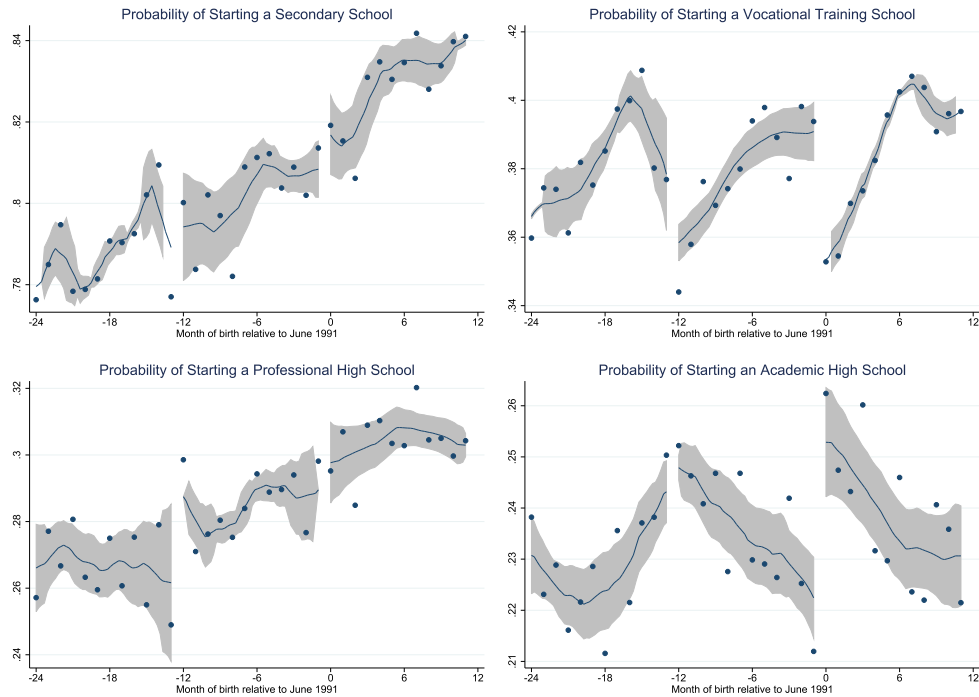 Probability of Starting a Secondary School
.84
.82
.8
.78
-24 -18 -12 -6 0 6 12
Month of birth relative to June 1991
Probability of Starting a Vocational Training School
.42
.4
.38
.36
.34
-24 -18 -12 -6 0 6 12
Month of birth relative to June 1991
Probability of Starting a Professional High School
.32
.3
.28
.26
.24
-24 -18 -12 -6 0 6 12
Month of birth relative to June 1991
Probability of Starting an Academic High School
.26
.25
.24
.23
.22
.21
-24 -18 -12 -6 0 6 12
Month of birth relative to June 1991